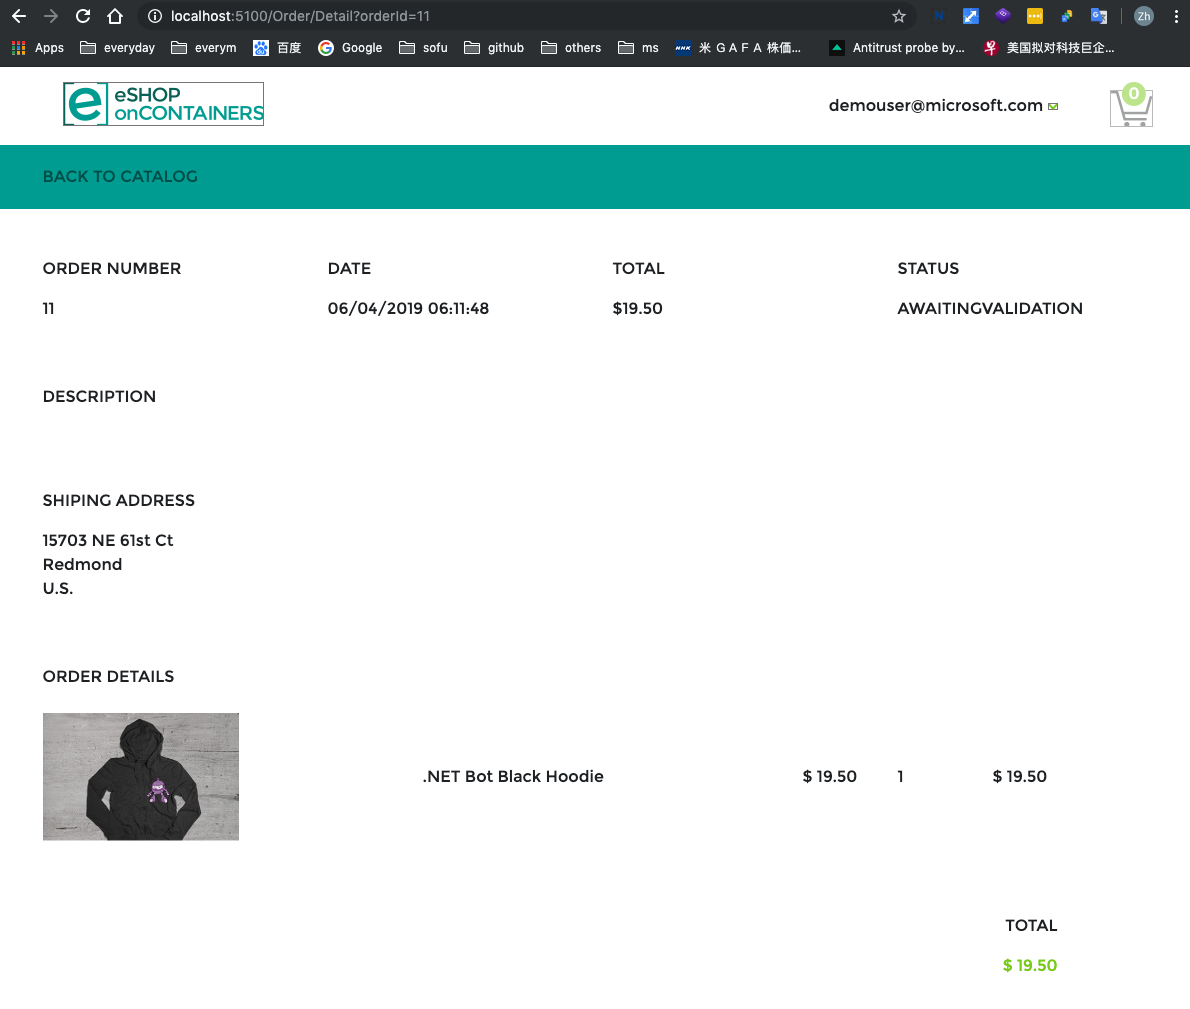 localhost:5100/Order/Detail?orderId=11
Zh
Apps everyday everym 百度 Google sofu github others ms 米 ＧＡＦＡ 株価... Antitrust probe by... 美国拟对科技巨企...
eSHOP
onCONTAINERS
demouser@microsoft.com
0
BACK TO CATALOG
ORDER NUMBER DATE TOTAL STATUS
11 06/04/2019 06:11:48 $19.50 AWAITINGVALIDATION
DESCRIPTION
SHIPING ADDRESS
15703 NE 61st Ct
Redmond
U.S.
ORDER DETAILS
.NET Bot Black Hoodie $ 19.50 1 $ 19.50
TOTAL
$ 19.50